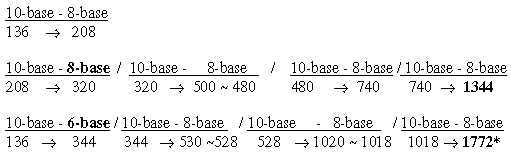 10-base - 8-base
136 → 208
10-base - 8-base / 10-base - 8-base / 10-base - 8-base / 10-base - 8-base
208 → 320 320 → 500 ~ 480 480 → 740 740 → 1344
10-base - 6-base / 10-base - 8-base / 10-base - 8-base / 10-base - 8-base
136 → 344 344 → 530 ~528 528 → 1020 ~ 1018 1018 → 1772*